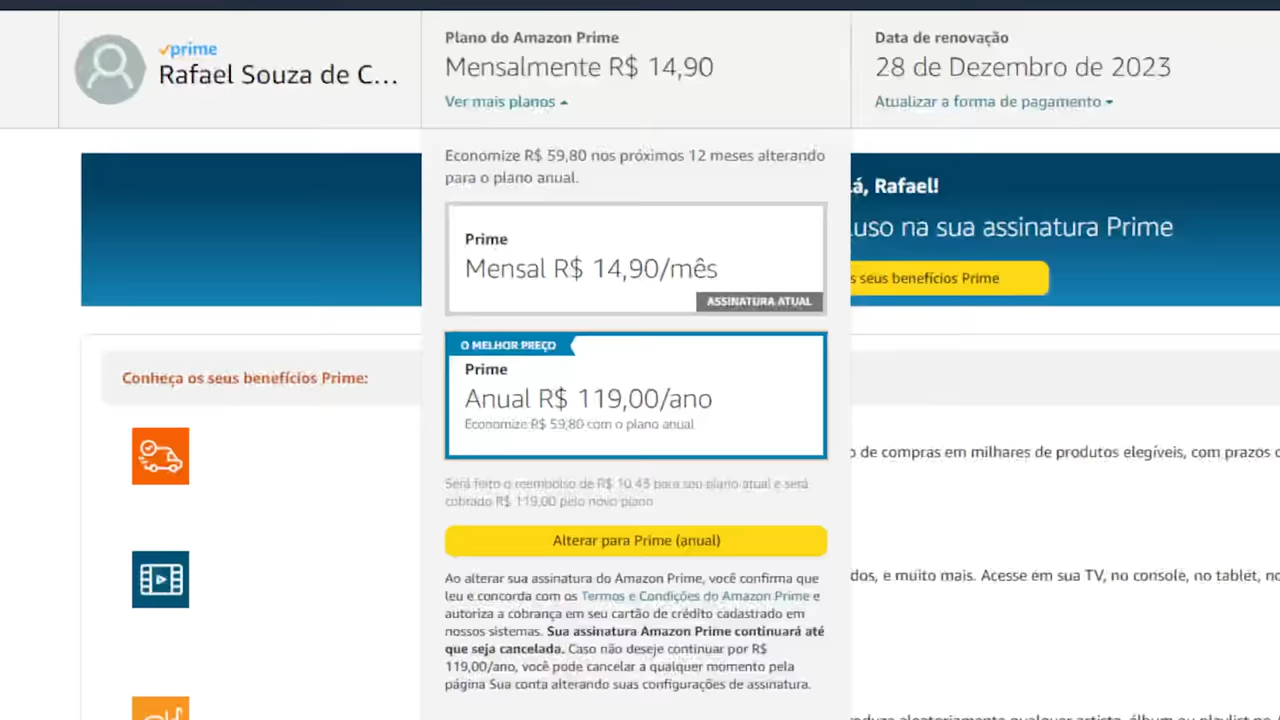 prime
Rafael Souza de C...
Plano do Amazon Prime
Mensalmente R$ 14,90
Ver mais planos
Data de renovação
28 de Dezembro de 2023
Atualizar a forma de pagamento
Economize R$ 59,80 nos próximos 12 meses alterando
para o plano anual.
Prime
Mensal R$ 14,90/mês
ASSINATURA ATUAL
O MELHOR PREÇO
Prime
Anual R$ 119,00/ano
Economize R$ 59,80 com o plano anual
Será feito o reembolso de R$ 10,43 para seu plano atual e será
cobrado R$ 119,00 pelo novo plano
Alterar para Prime (anual)
Ao alterar sua assinatura do Amazon Prime, você confirma que
leu e concorda com os Termos e Condições do Amazon Prime e
autoriza a cobrança em seu cartão de crédito cadastrado em
nossos sistemas. Sua assinatura Amazon Prime continuará até
que seja cancelada. Caso não deseje continuar por R$
119,00/ano, você pode cancelar a qualquer momento pela
página Sua conta alterando suas configurações de assinatura.
lá, Rafael!
luso na sua assinatura Prime
s seus benefícios Prime
Conheça os seus benefícios Prime:
o de compras em milhares de produtos elegíveis, com prazos
dos, e muito mais. Acesse em sua TV, no console, no tablet,
qualquer artista, álbum ou playlist